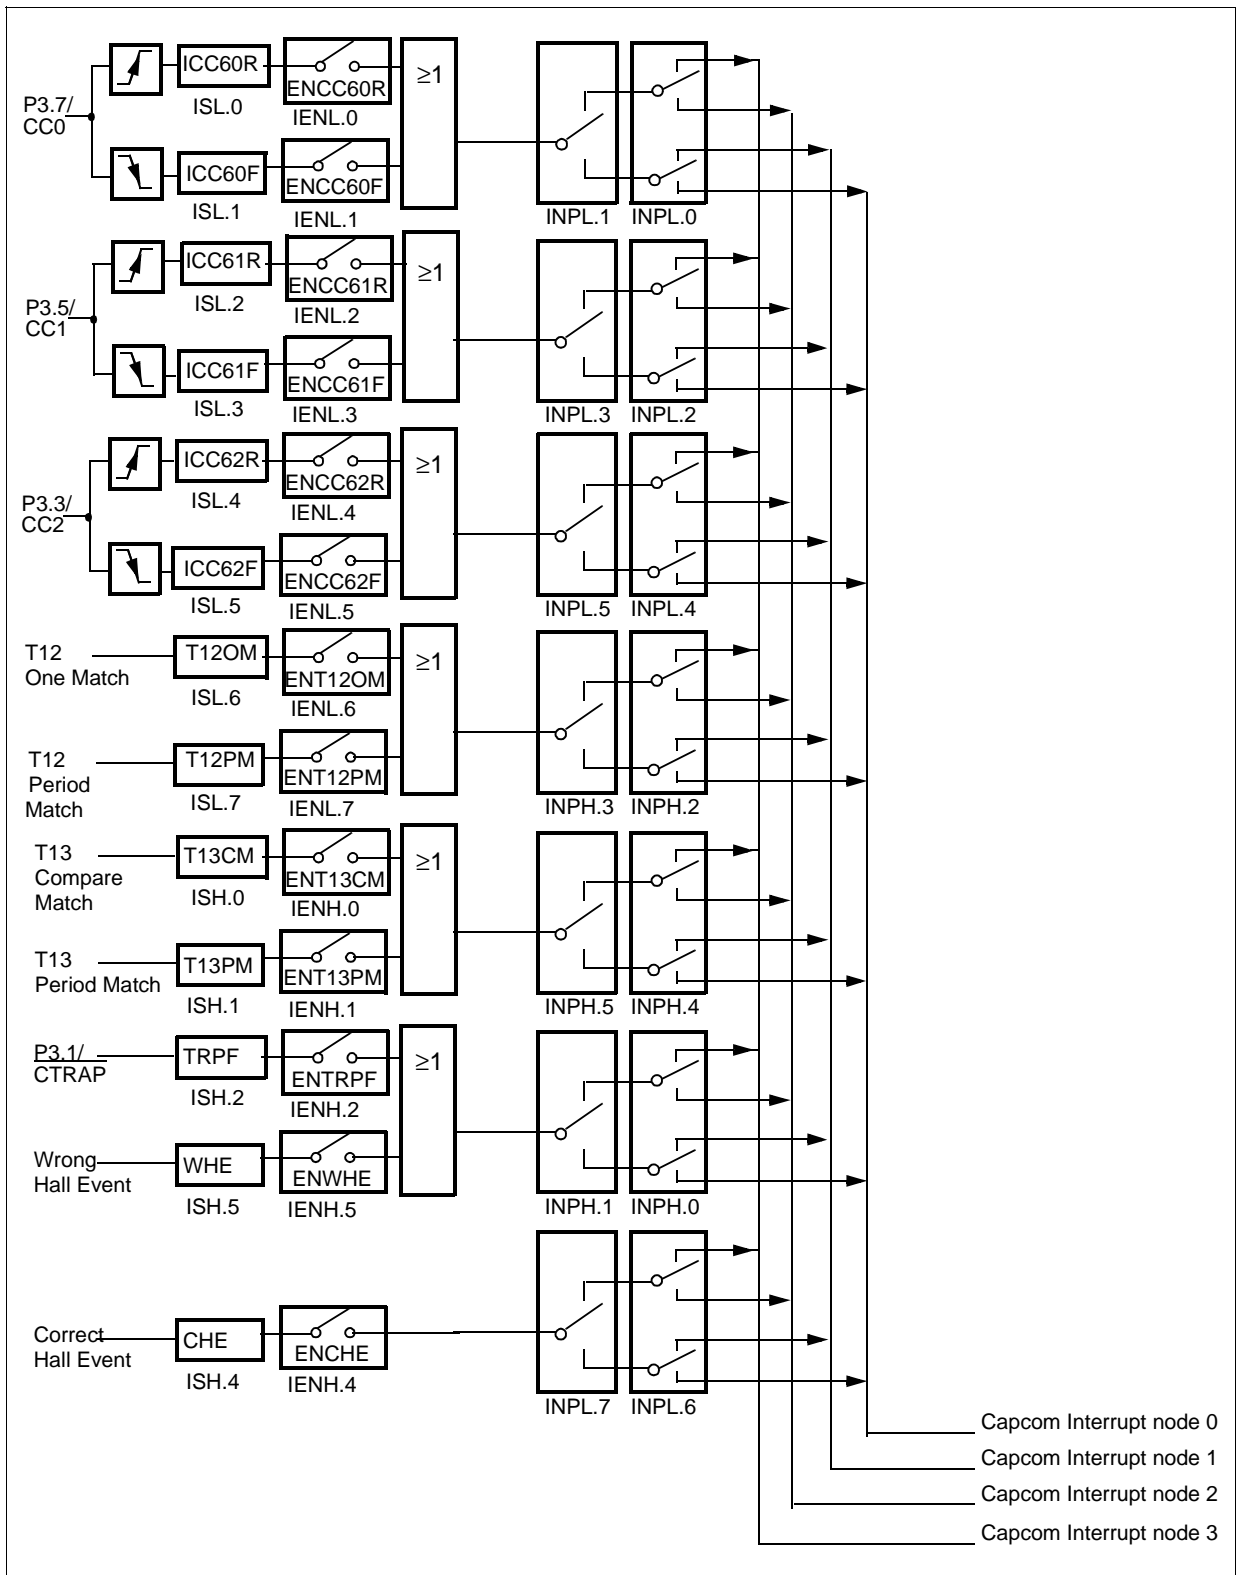 ICC60R
ENCC60R
≥1
ISL.0
IENL.0
P3.7/
CC0
ICC60F
ENCC60F
ISL.1
IENL.1
INPL.1
INPL.0
ICC61R
ENCC61R
≥1
ISL.2
IENL.2
P3.5/
CC1
ICC61F
ENCC61F
ISL.3
IENL.3
INPL.3
INPL.2
ICC62R
ENCC62R
≥1
ISL.4
IENL.4
P3.3/
CC2
ICC62F
ENCC62F
ISL.5
IENL.5
INPL.5
INPL.4
T12
One Match
T12OM
ENT12OM
≥1
ISL.6
IENL.6
T12
Period
Match
T12PM
ENT12PM
ISL.7
IENL.7
INPH.3
INPH.2
T13
Compare
Match
T13CM
ENT13CM
≥1
ISH.0
IENH.0
T13
Period Match
T13PM
ENT13PM
ISH.1
IENH.1
INPH.5
INPH.4
P3.1/
CTRAP
TRPF
ENTRPF
≥1
ISH.2
IENH.2
Wrong
Hall Event
WHE
ENWHE
ISH.5
IENH.5
INPH.1
INPH.0
Correct
Hall Event
CHE
ENCHE
ISH.4
IENH.4
INPL.7
INPL.6
Capcom Interrupt node 0
Capcom Interrupt node 1
Capcom Interrupt node 2
Capcom Interrupt node 3